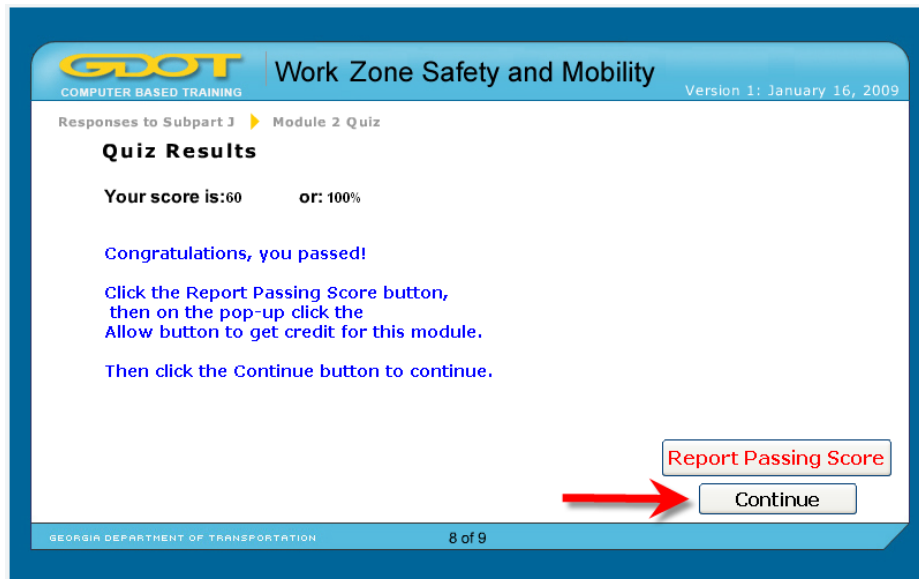 GDOT
COMPUTER BASED TRAINING
Work Zone Safety and Mobility
Version 1: January 16, 2009
Responses to Subpart J Module 2 Quiz
Quiz Results
Your score is:60 or: 100%
Congratulations, you passed!
Click the Report Passing Score button,
then on the pop-up click the
Allow button to get credit for this module.
Then click the Continue button to continue.
Report Passing Score
Continue
GEORGIA DEPARTMENT OF TRANSPORTATION 8 of 9